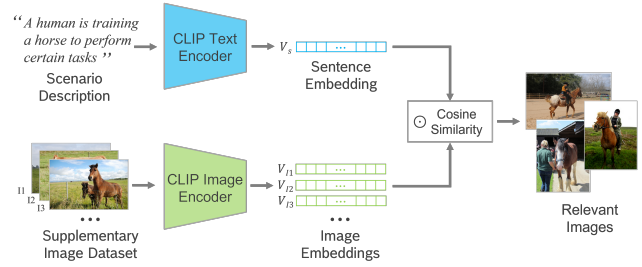 “ A human is training
a horse to perform
certain tasks ”
Scenario
Description
CLIP Text
Encoder
Vs
...
Sentence
Embedding
Cosine
Similarity
I1
I2
I3
...
Supplementary
Image Dataset
CLIP Image
Encoder
VI1
...
VI2
...
VI3
...
...
Image
Embeddings
Relevant
Images